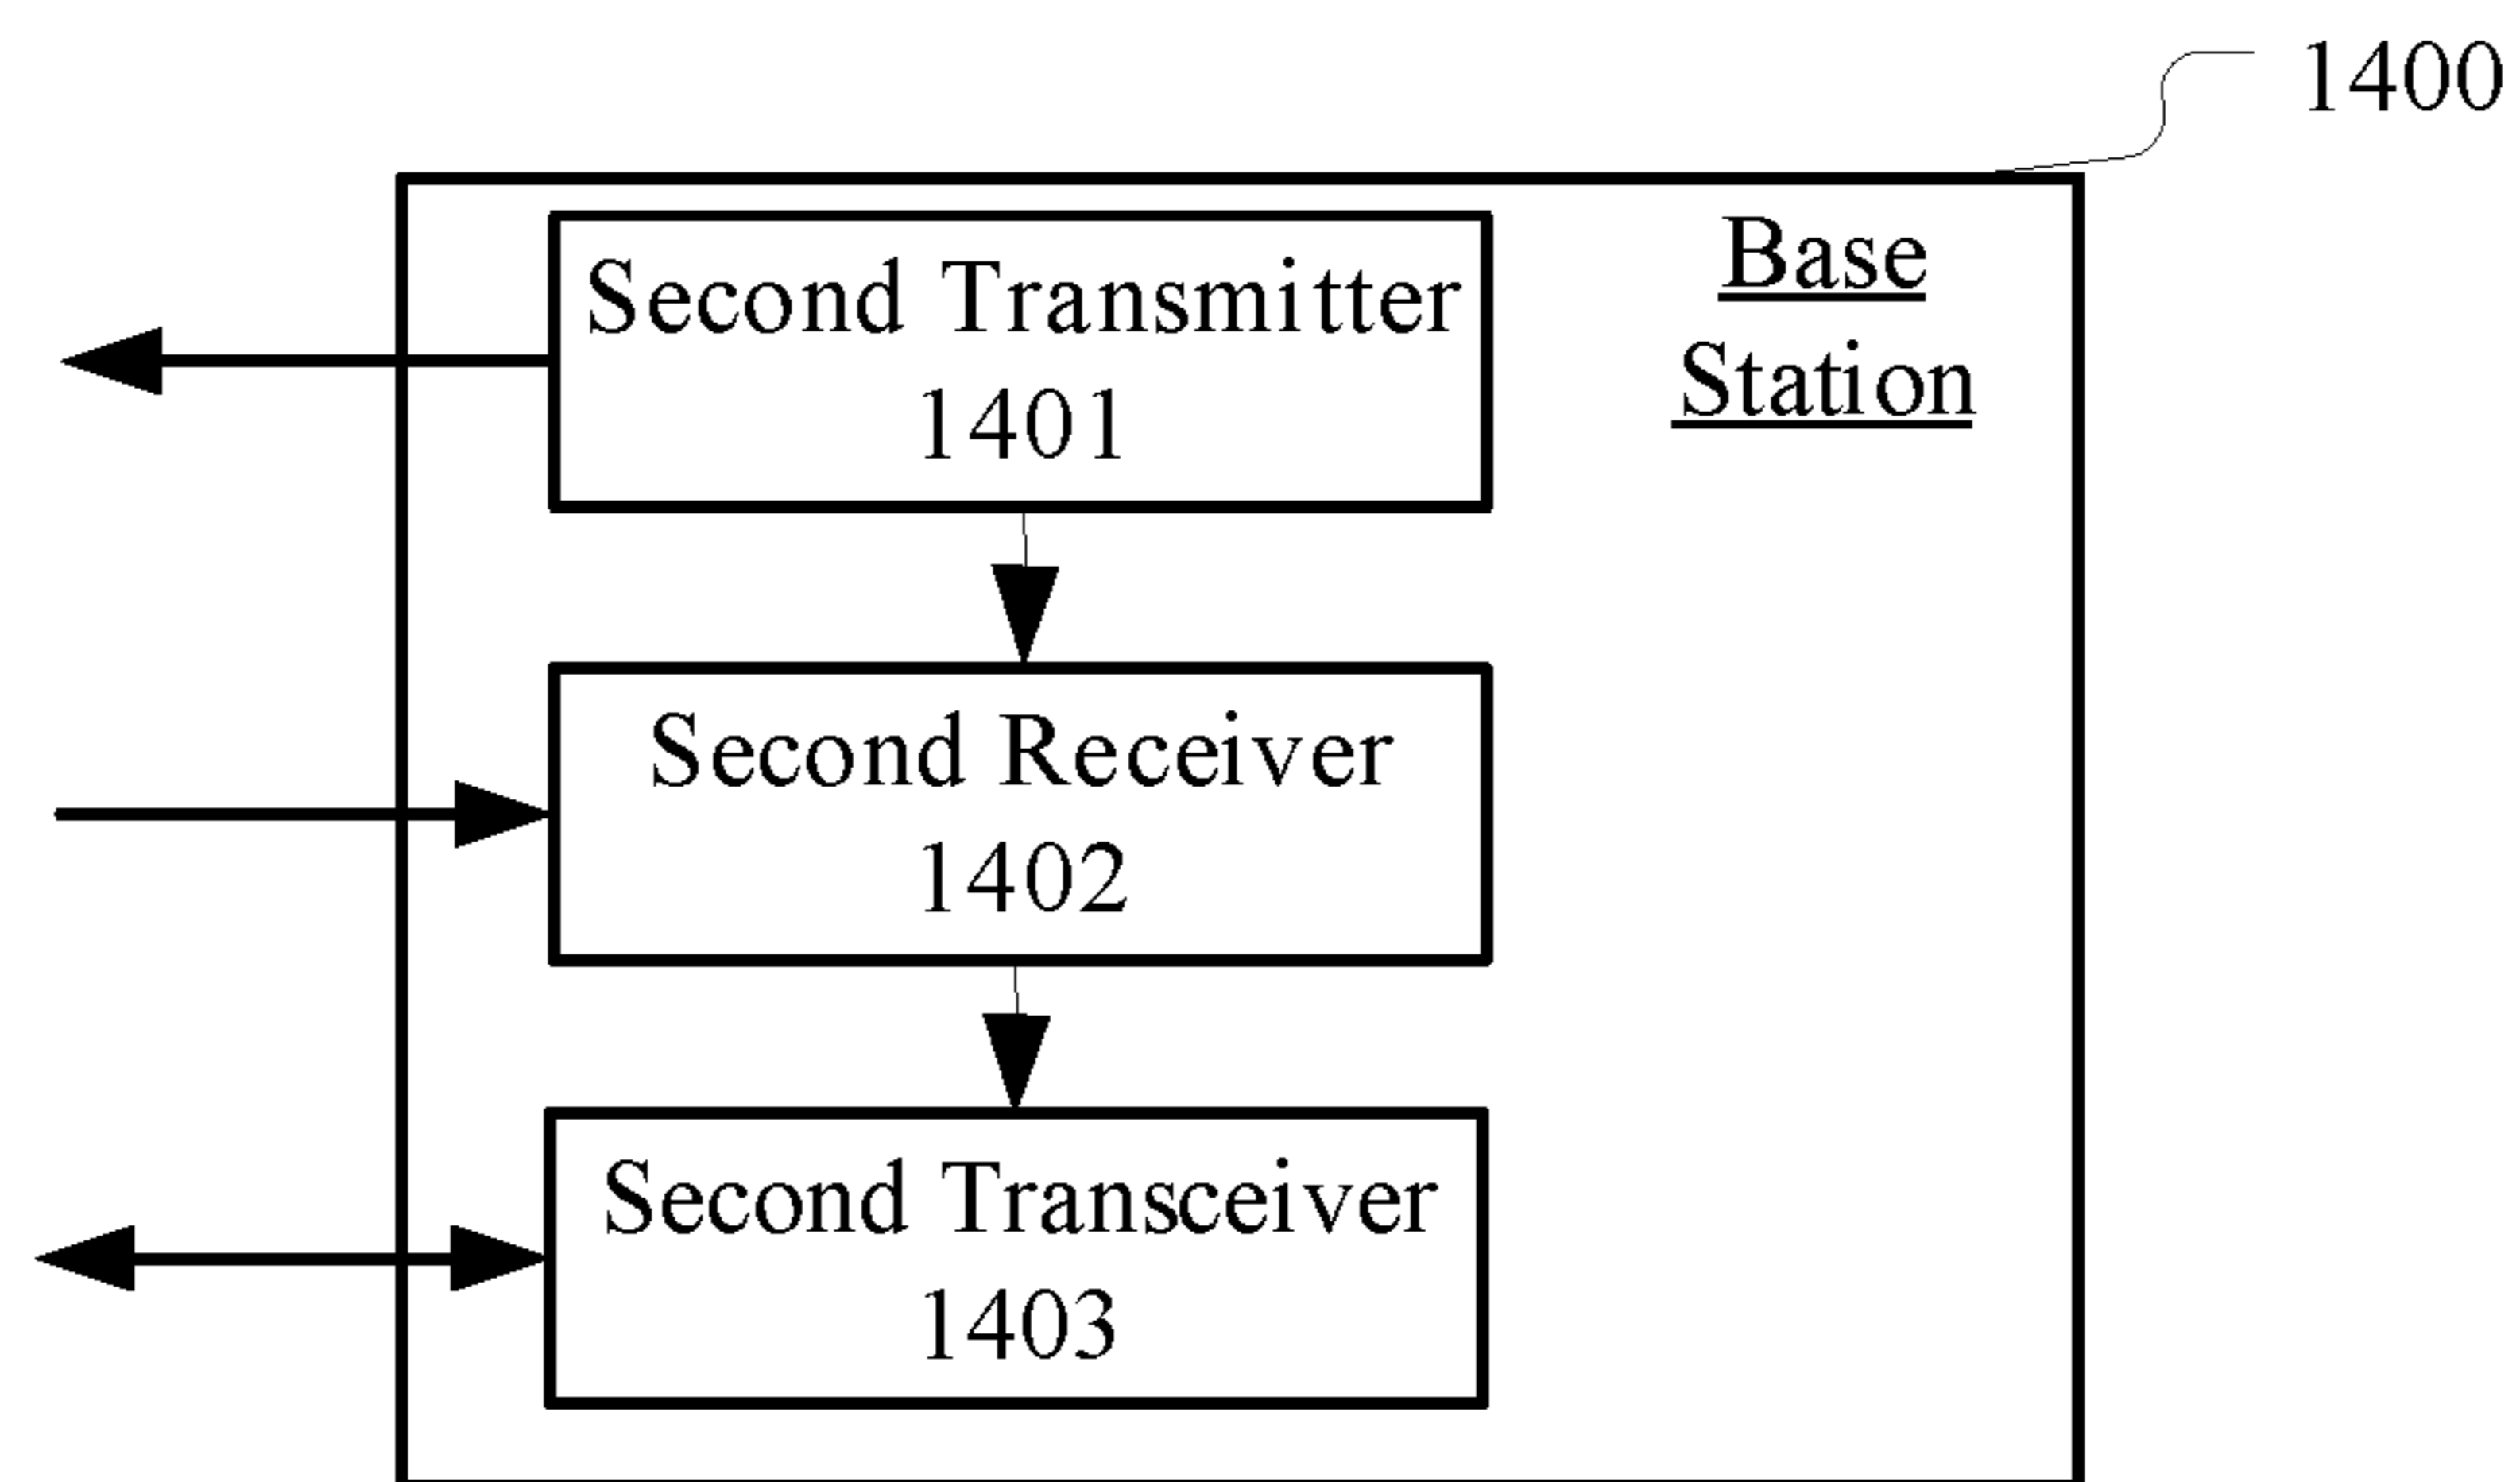 1400
Base
Station
Second Transmitter
1401
Second Receiver
1402
Second Transceiver
1403